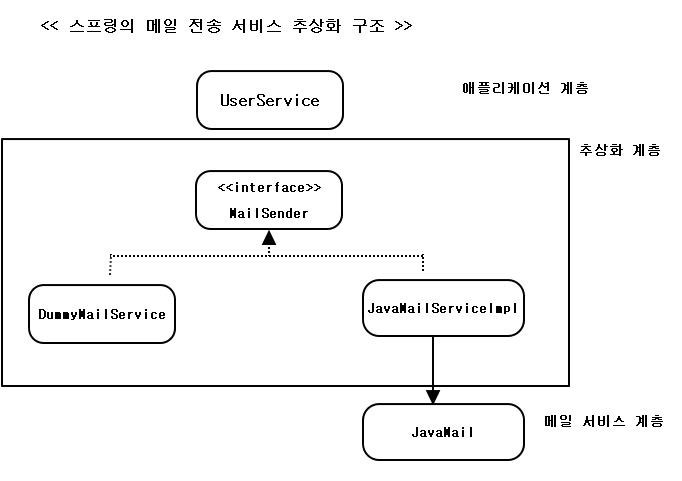 << 스프링의 메일 전송 서비스 추상화 구조 >>
UserService
애플리케이션 계층
추상화 계층
<<interface>>
MailSender
DummyMailService
JavaMailServiceImpl
메일 서비스 계층
JavaMail